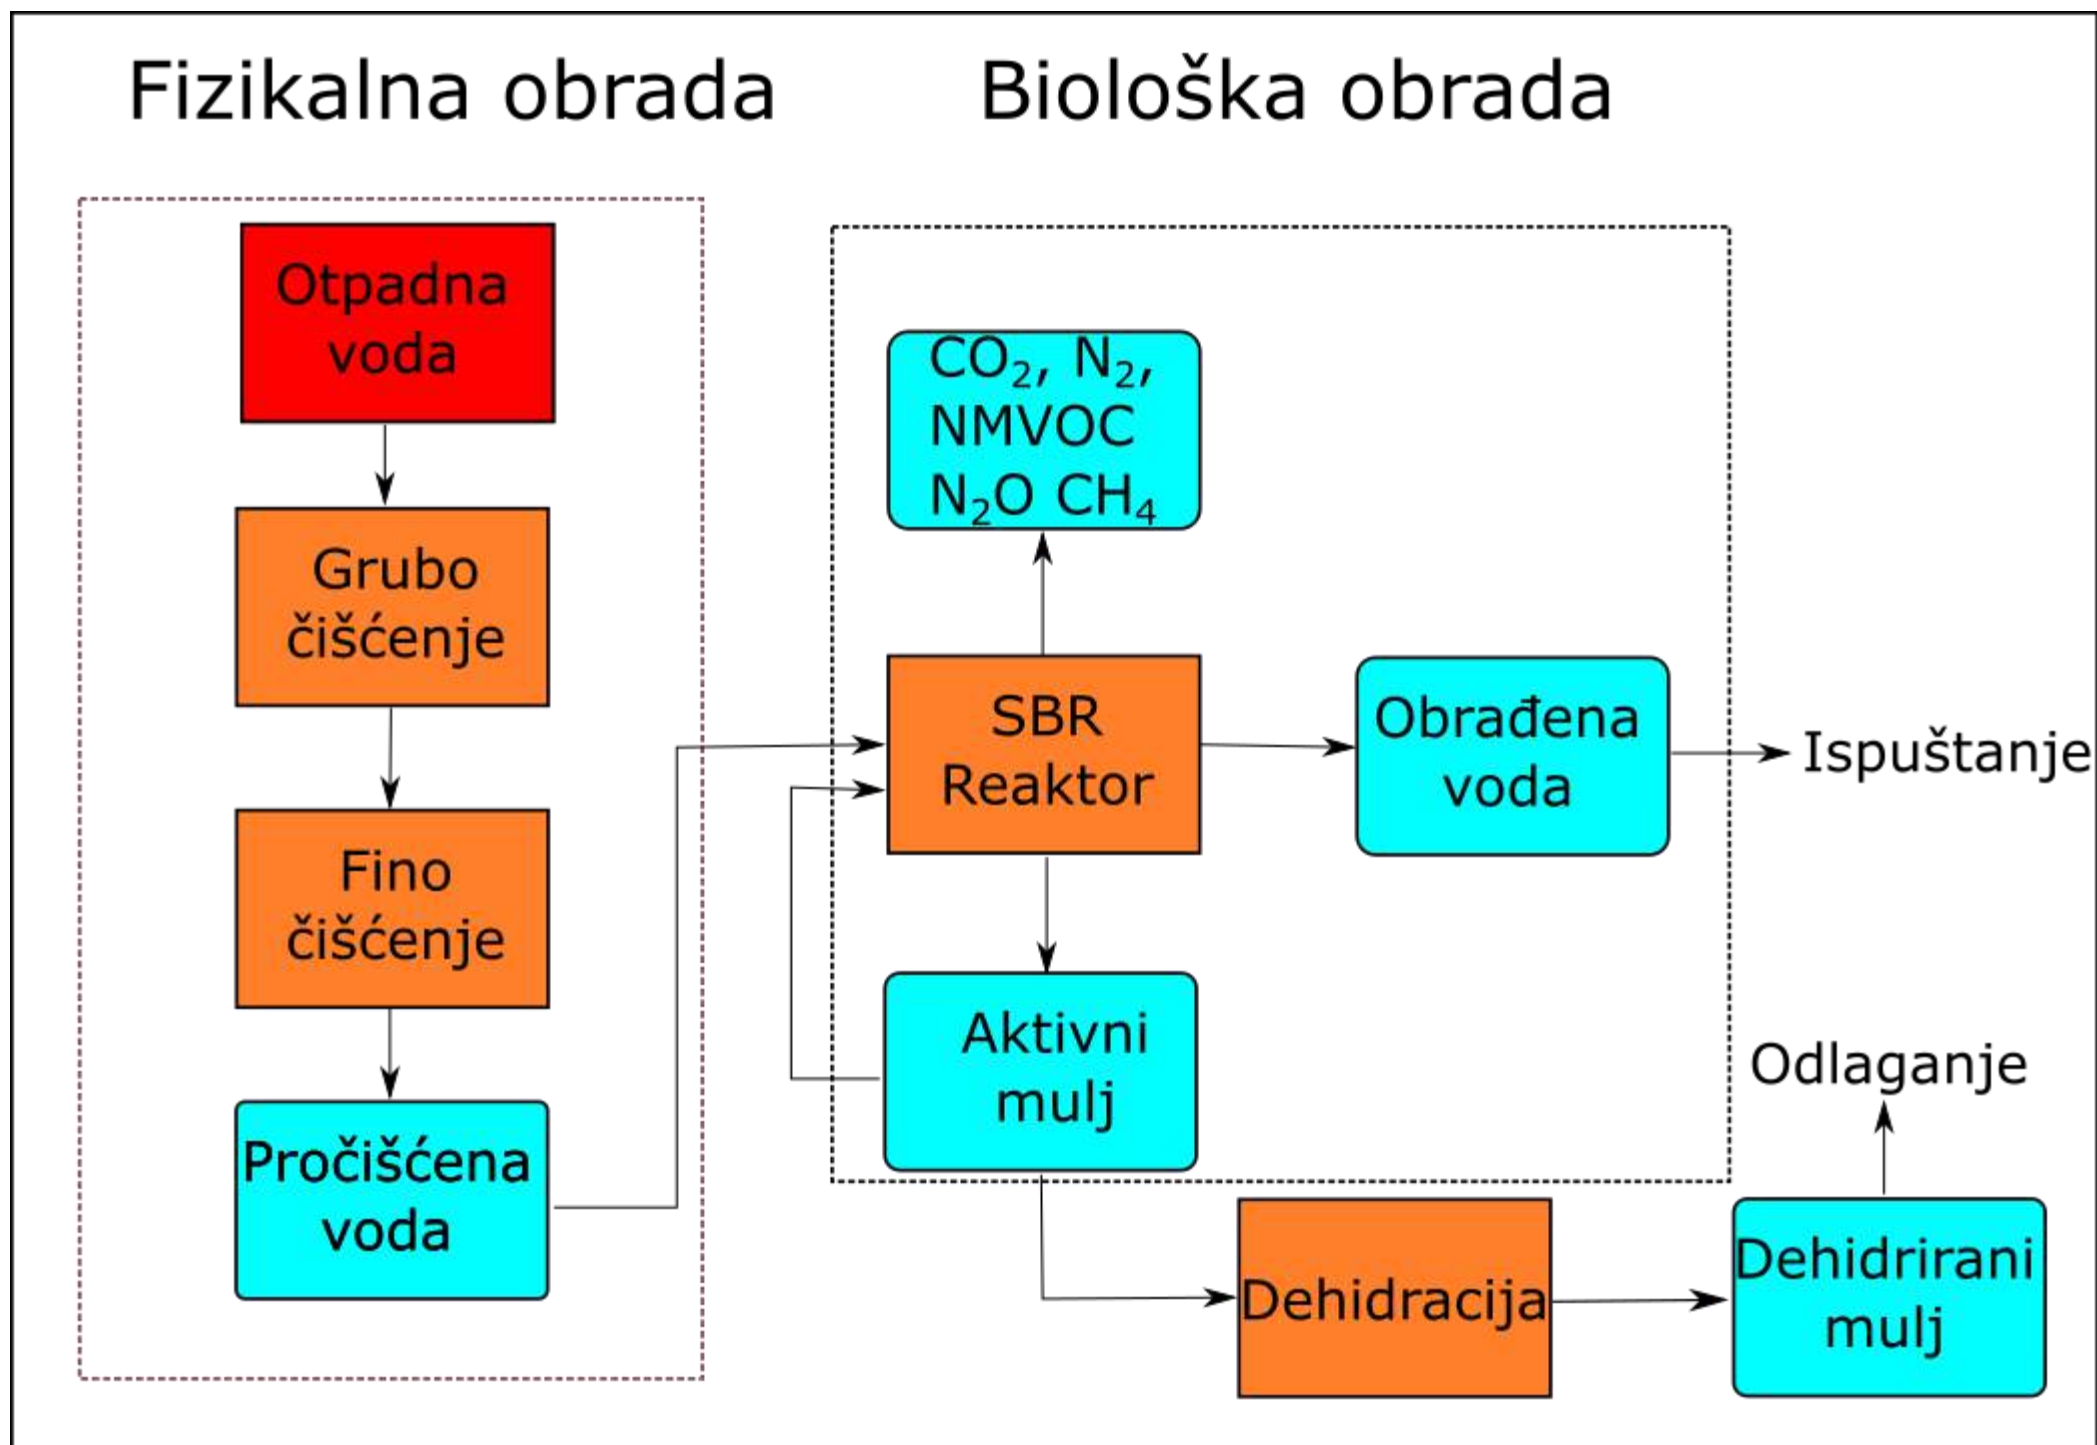 Fizikalna obrada
Biološka obrada
Otpadna
voda
Grubo
čišćenje
Fino
čišćenje
Pročišćena
voda
CO₂, N₂,
NMVOC
N₂O CH₄
SBR
Reaktor
Obrađena
voda
Ispuštanje
Aktivni
mulj
Dehidracija
Dehidrirani
mulj
Odlaganje